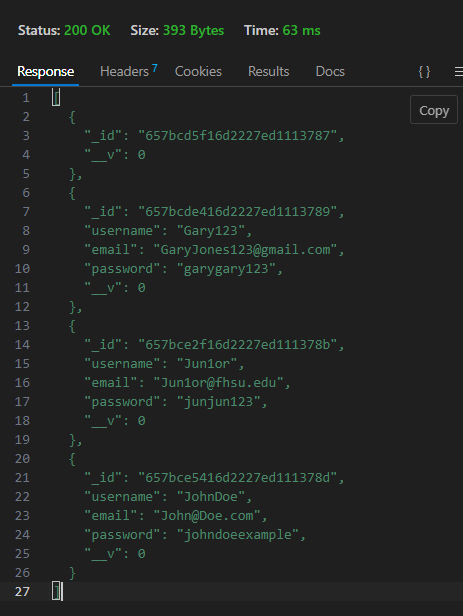 Status: 200 OK Size: 393 Bytes Time: 63 ms
Response Headers 7 Cookies Results Docs { }
Copy
1 [
2 {
3 "_id": "657bcd5f16d2227ed1113787",
4 "__v": 0
5 },
6 {
7 "_id": "657bcde416d2227ed1113789",
8 "username": "Gary123",
9 "email": "GaryJones123@gmail.com",
10 "password": "garygary123",
11 "__v": 0
12 },
13 {
14 "_id": "657bce2f16d2227ed111378b",
15 "username": "Jun1or",
16 "email": "Jun1or@fhsu.edu",
17 "password": "junjun123",
18 "__v": 0
19 },
20 {
21 "_id": "657bce5416d2227ed111378d",
22 "username": "JohnDoe",
23 "email": "John@Doe.com",
24 "password": "johndoeexample",
25 "__v": 0
26 }
27 ]